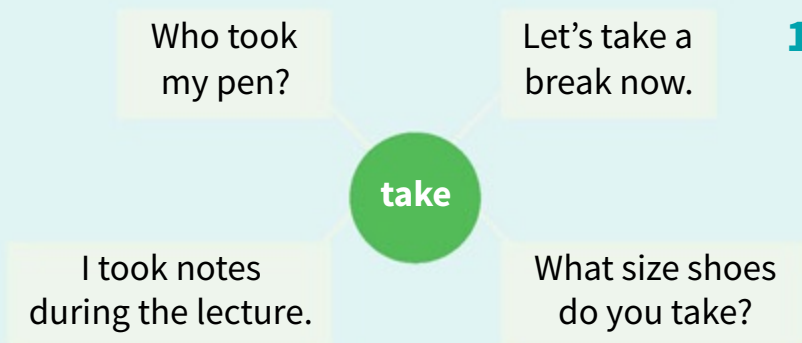 Who took
my pen?
Let's take a
break now.
1
take
I took notes
during the lecture.
What size shoes
do you take?